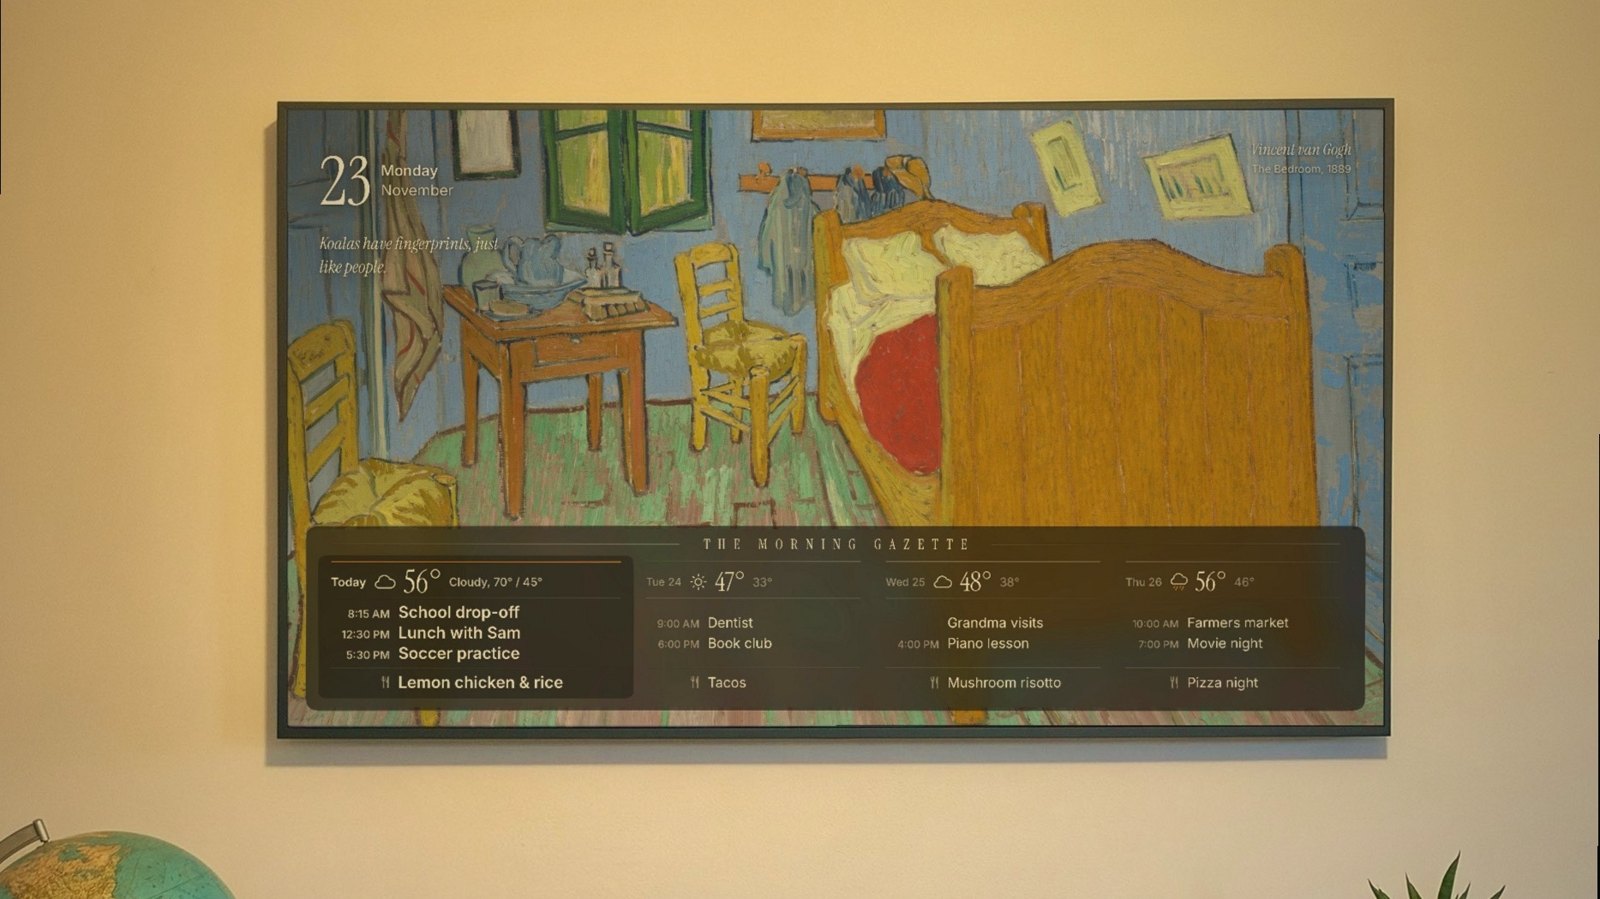 23 Monday
November
Koalas have fingerprints, just
like people.
Vincent van Gogh
The Bedroom, 1889
THE MORNING GAZETTE
Today 56° Cloudy, 70° / 45°
8:15 AM School drop-off
12:30 PM Lunch with Sam
5:30 PM Soccer practice
Lemon chicken & rice
Tue 24 47° 33°
9:00 AM Dentist
6:00 PM Book club
Tacos
Wed 25 48° 38°
Grandma visits
4:00 PM Piano lesson
Mushroom risotto
Thu 26 56° 46°
10:00 AM Farmers market
7:00 PM Movie night
Pizza night